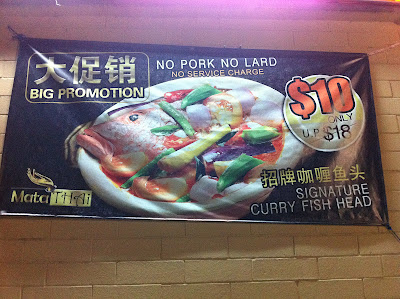 大促销
BIG PROMOTION
NO PORK NO LARD
NO SERVICE CHARGE
$10
ONLY
U.P $18
招牌咖喱鱼头
SIGNATURE
CURRY FISH HEAD
Mata